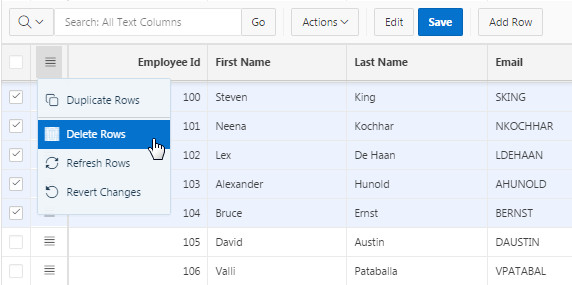 Search: All Text Columns Go Actions Edit Save Add Row
Employee Id First Name Last Name Email
Duplicate Rows 100 Steven King SKING
Delete Rows 101 Neena Kochhar NKOCHHAR
Refresh Rows 102 Lex De Haan LDEHAAN
Revert Changes 103 Alexander Hunold AHUNOLD
104 Bruce Ernst BERNST
105 David Austin DAUSTIN
106 Valli Pataballa VPATABAL